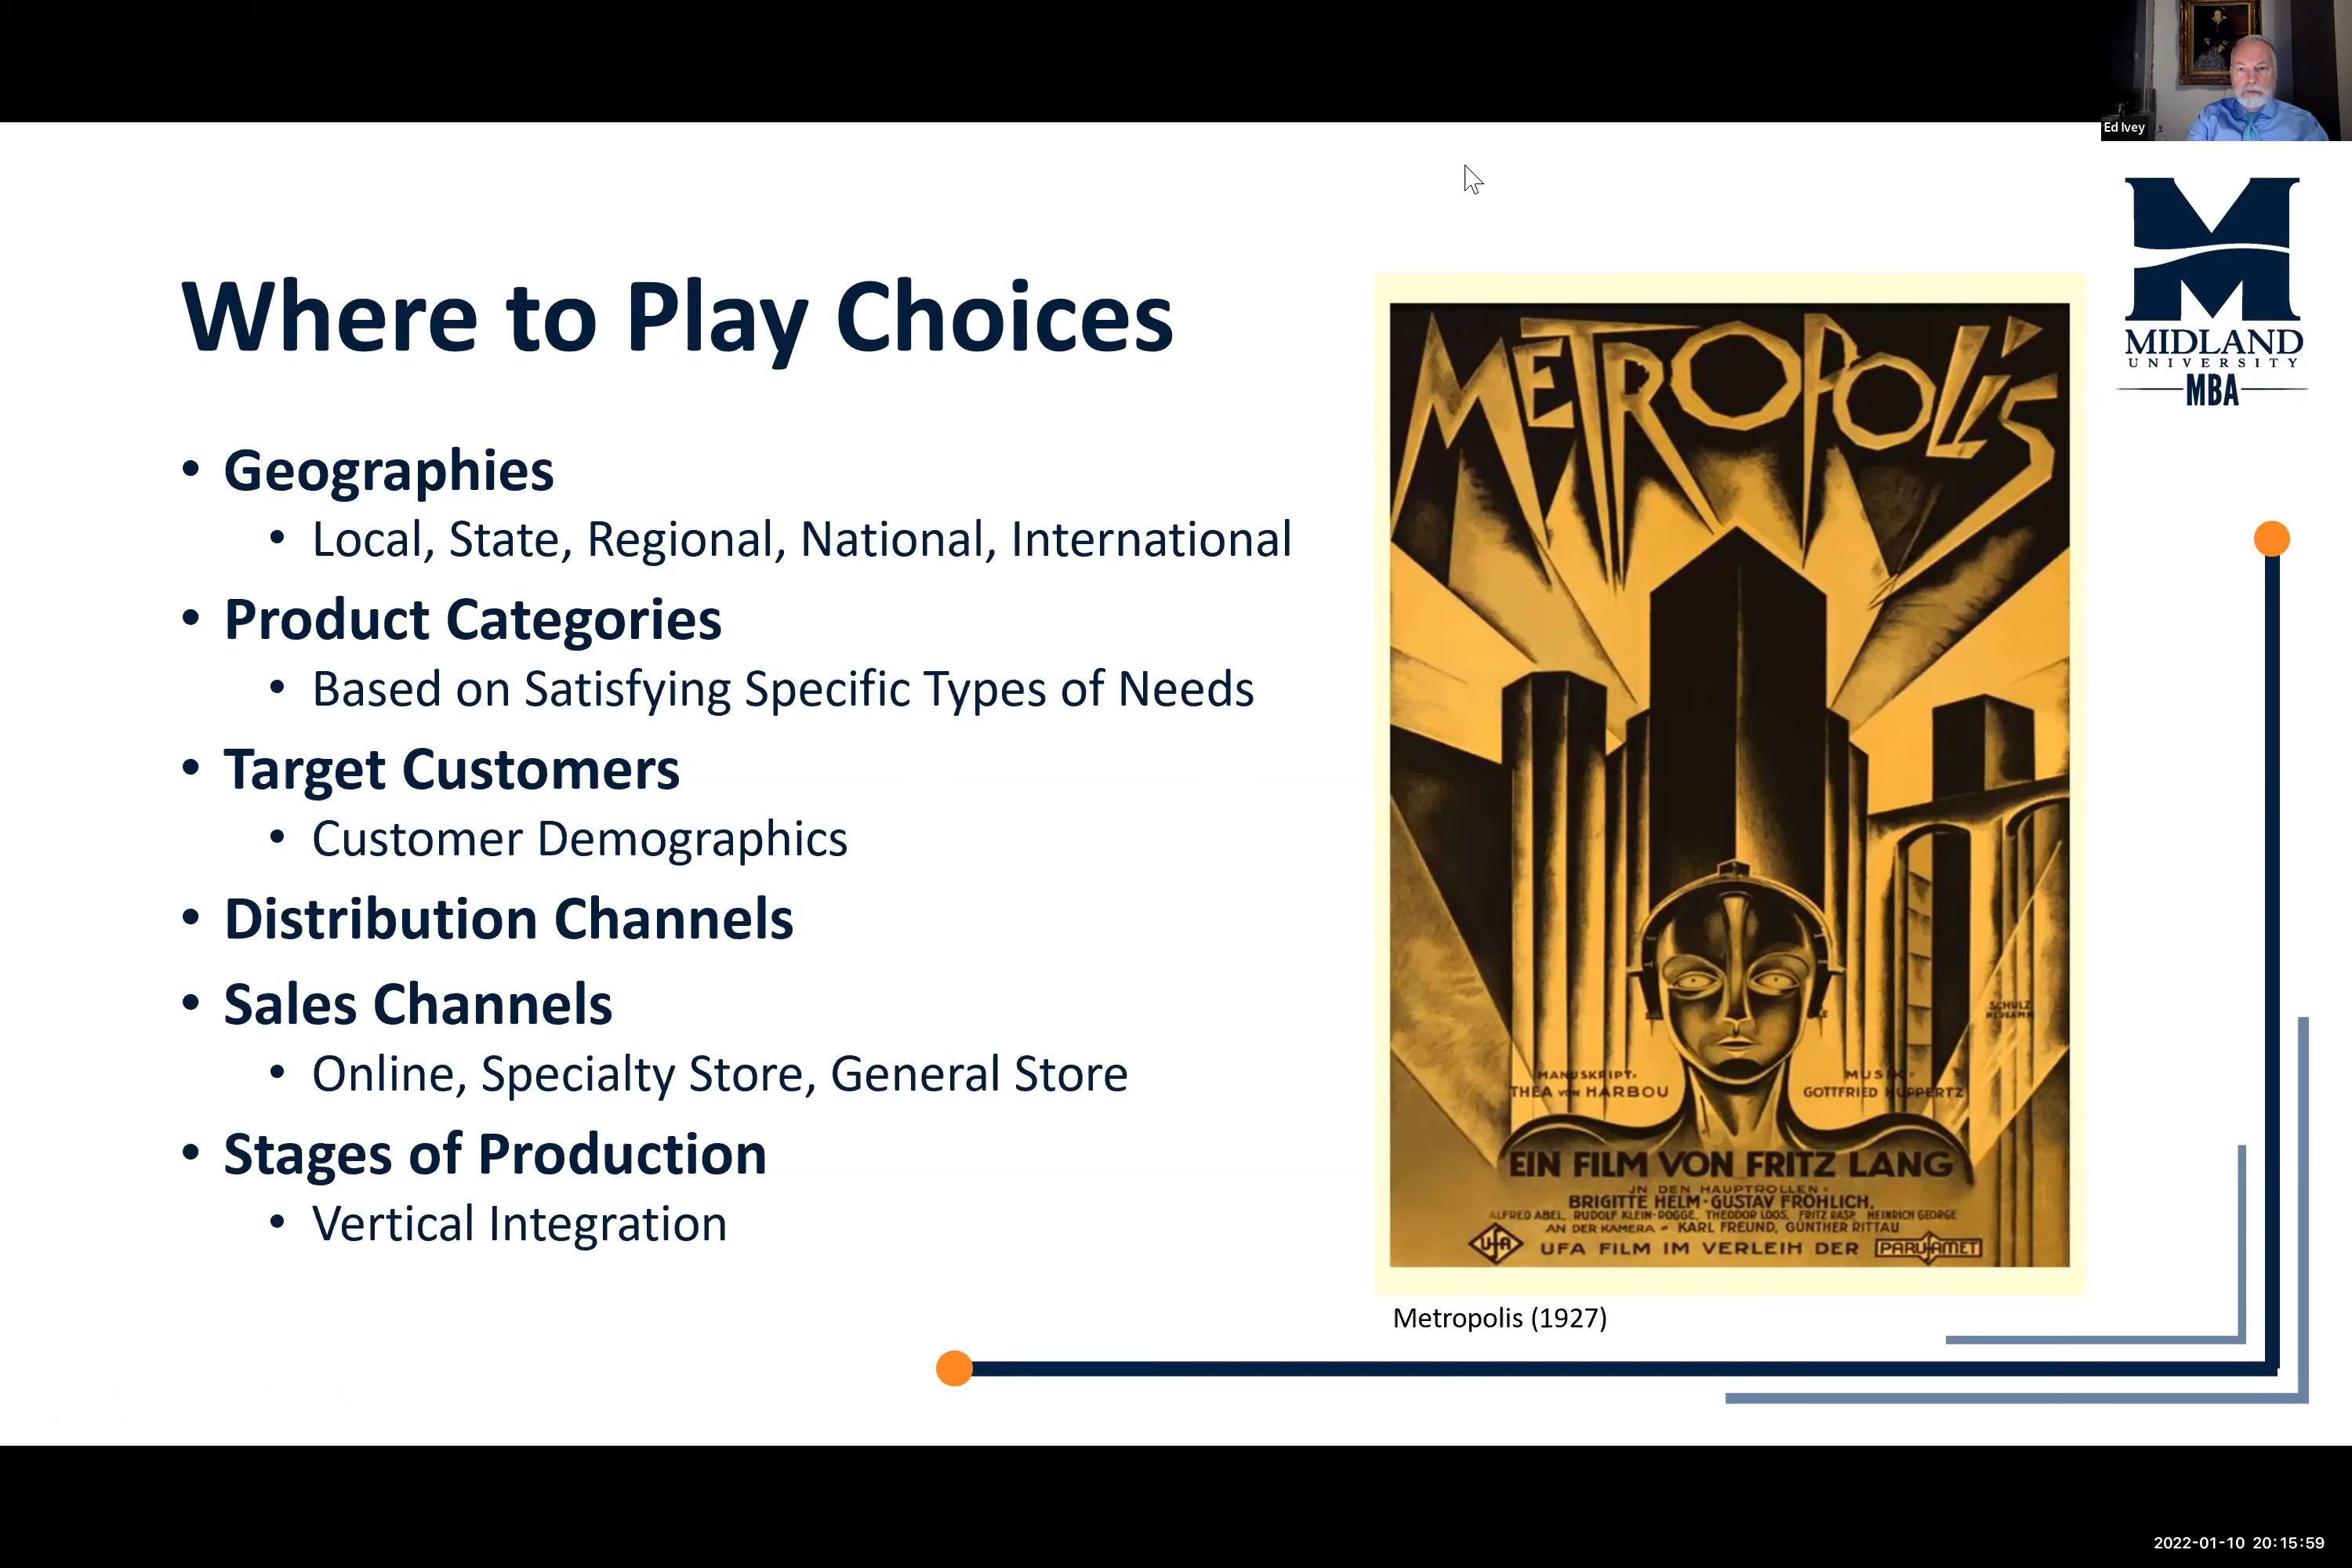 Ed Ivey
MIDLAND
UNIVERSITY
MBA
Where to Play Choices
• Geographies
• Local, State, Regional, National, International
• Product Categories
• Based on Satisfying Specific Types of Needs
• Target Customers
• Customer Demographics
• Distribution Channels
• Sales Channels
• Online, Specialty Store, General Store
• Stages of Production
• Vertical Integration
METROPOLIS
SCHULZ
NEUDAMM
MANUSKRIPT:
THEA VON HARBOU
MUSIK:
GOTTFRIED HUPPERTZ
EIN FILM VON FRITZ LANG
IN DEN HAUPTROLLEN:
BRIGITTE HELM - GUSTAV FRÖHLICH,
ALFRED ABEL, RUDOLF KLEIN-ROGGE, THEODOR LOOS, FRITZ RASP, HEINRICH GEORGE
AN DER KAMERA - KARL FREUND, GÜNTHER RITTAU
UFA
UFA FILM IM VERLEIH DER PARUFAMET
Metropolis (1927)
2022-01-10 20:15:59